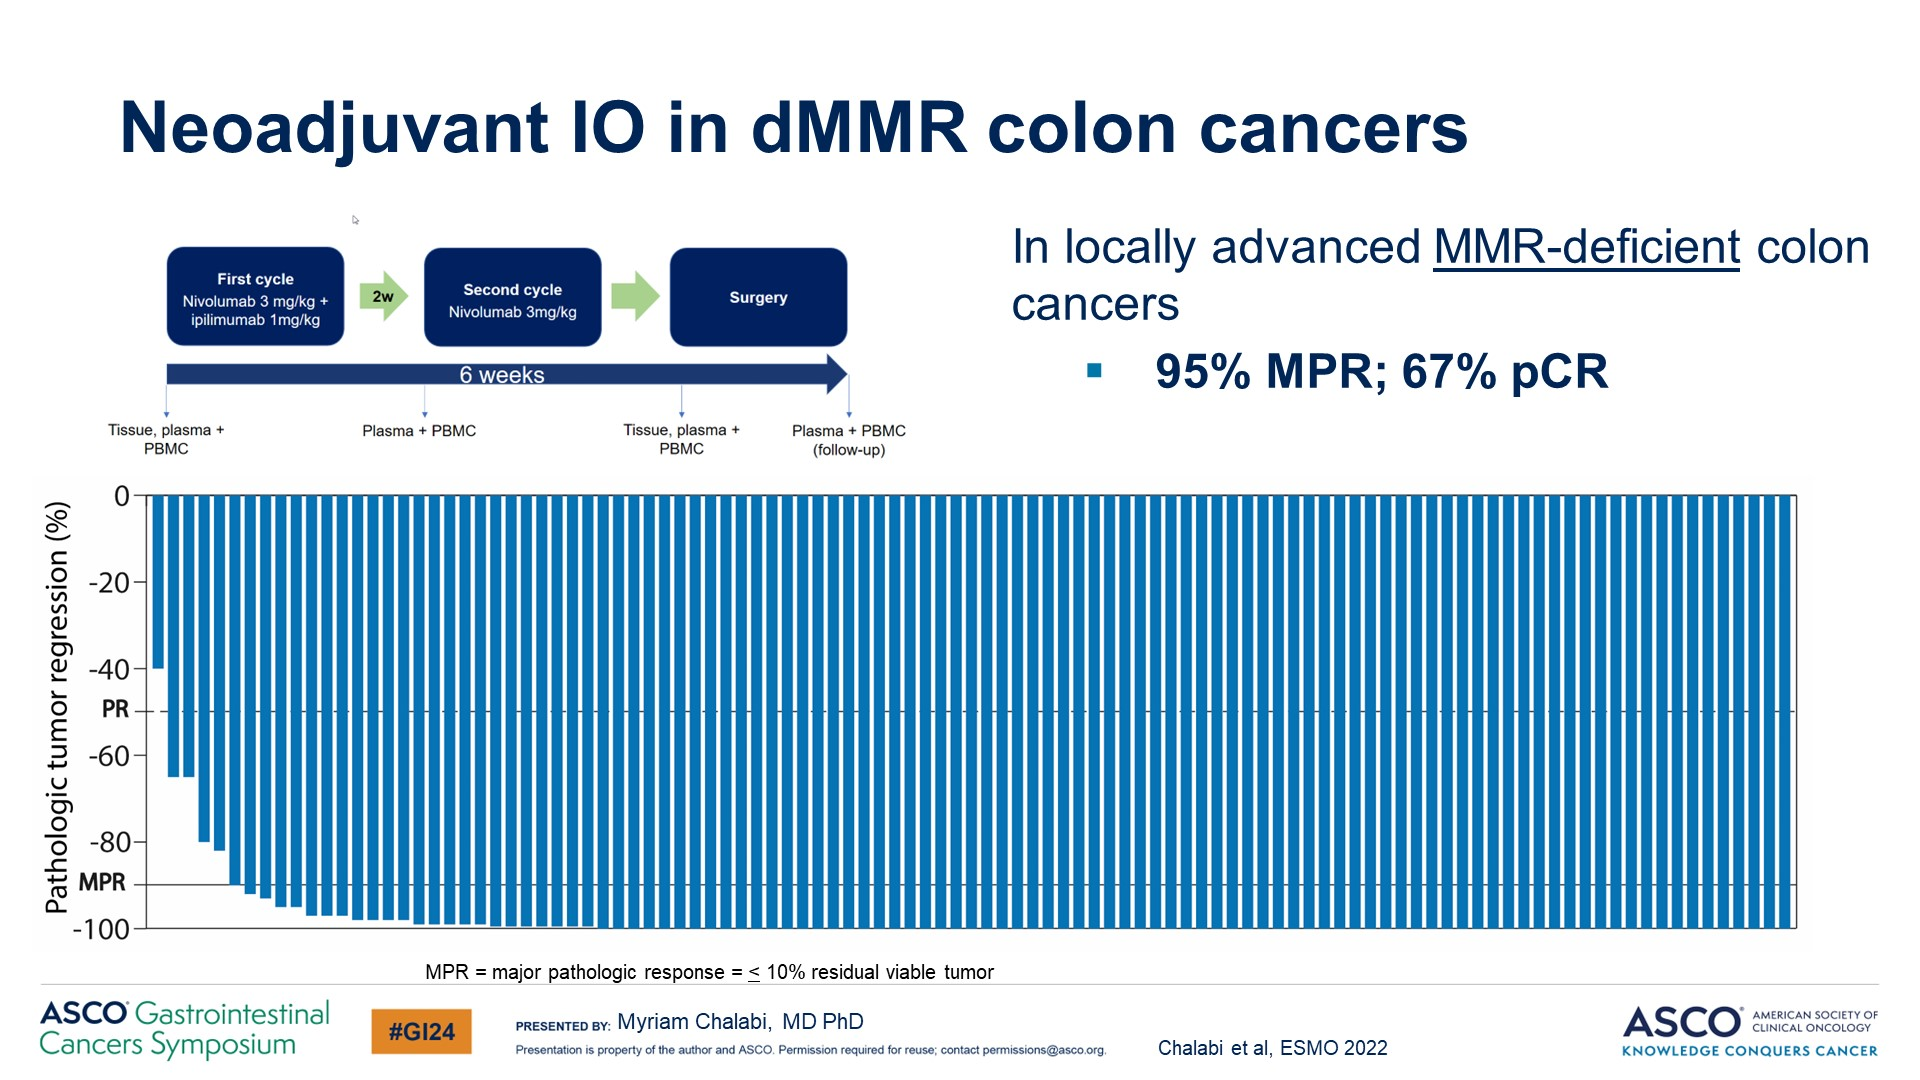 Neoadjuvant IO in dMMR colon cancers
First cycle
Nivolumab 3 mg/kg +
ipilimumab 1mg/kg
2w
Second cycle
Nivolumab 3mg/kg
Surgery
6 weeks
Tissue, plasma +
PBMC
Plasma + PBMC
Tissue, plasma +
PBMC
Plasma + PBMC
(follow-up)
In locally advanced MMR-deficient colon
cancers
▪ 95% MPR; 67% pCR
Pathologic tumor regression (%)
0
-20
-40
PR
-60
-80
MPR
-100
MPR = major pathologic response = ≤ 10% residual viable tumor
ASCO Gastrointestinal
Cancers Symposium
#GI24
PRESENTED BY: Myriam Chalabi, MD PhD
Presentation is property of the author and ASCO. Permission required for reuse; contact permissions@asco.org.
Chalabi et al, ESMO 2022
ASCO AMERICAN SOCIETY OF
CLINICAL ONCOLOGY
KNOWLEDGE CONQUERS CANCER